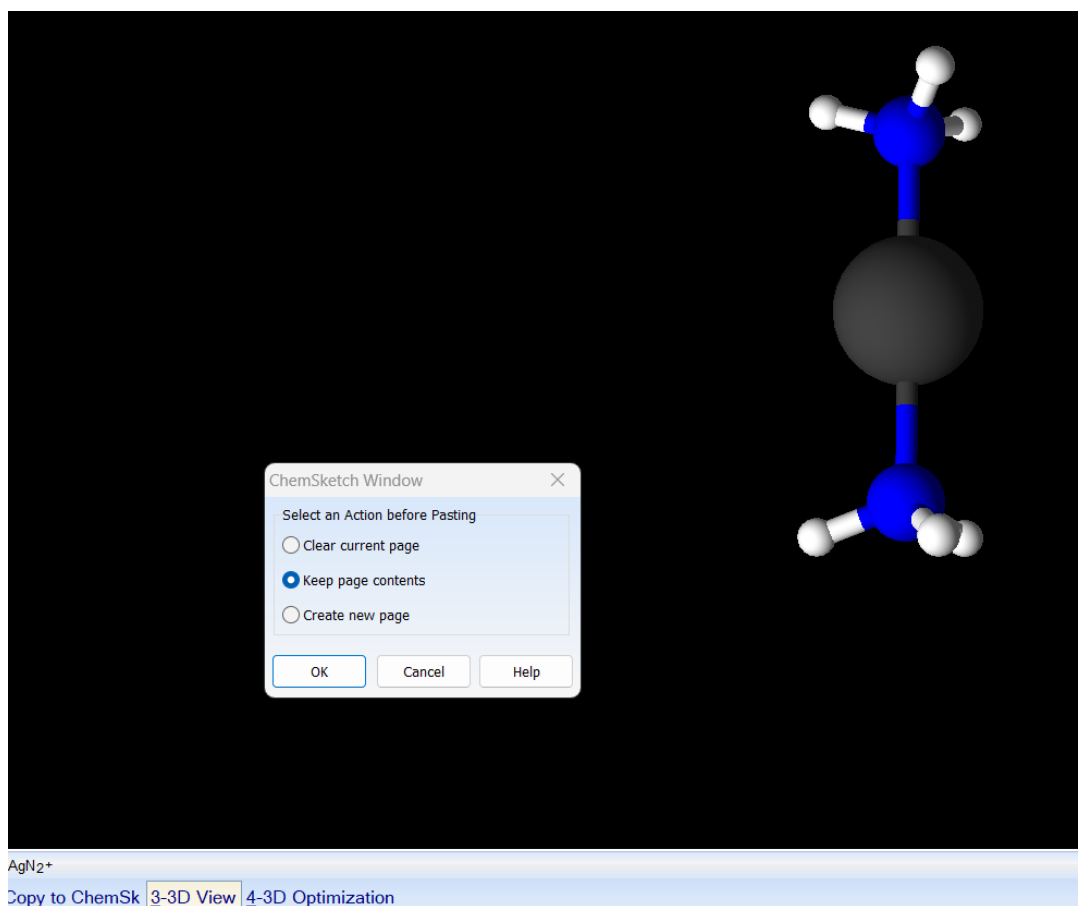 ChemSketch Window
Select an Action before Pasting
Clear current page
Keep page contents
Create new page
OK Cancel Help
AgN2+
Copy to ChemSk 3-3D View 4-3D Optimization